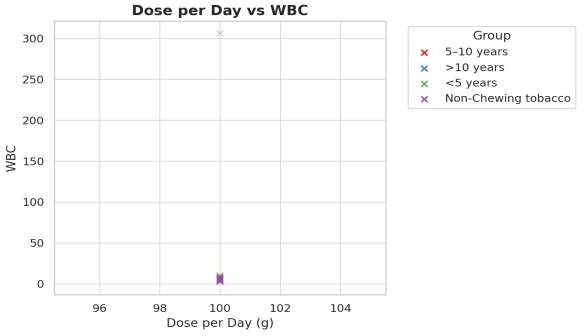 Dose per Day vs WBC
300
250
200
150
100
50
0
WBC
96 98 100 102 104
Dose per Day (g)
Group
5–10 years
>10 years
<5 years
Non-Chewing tobacco